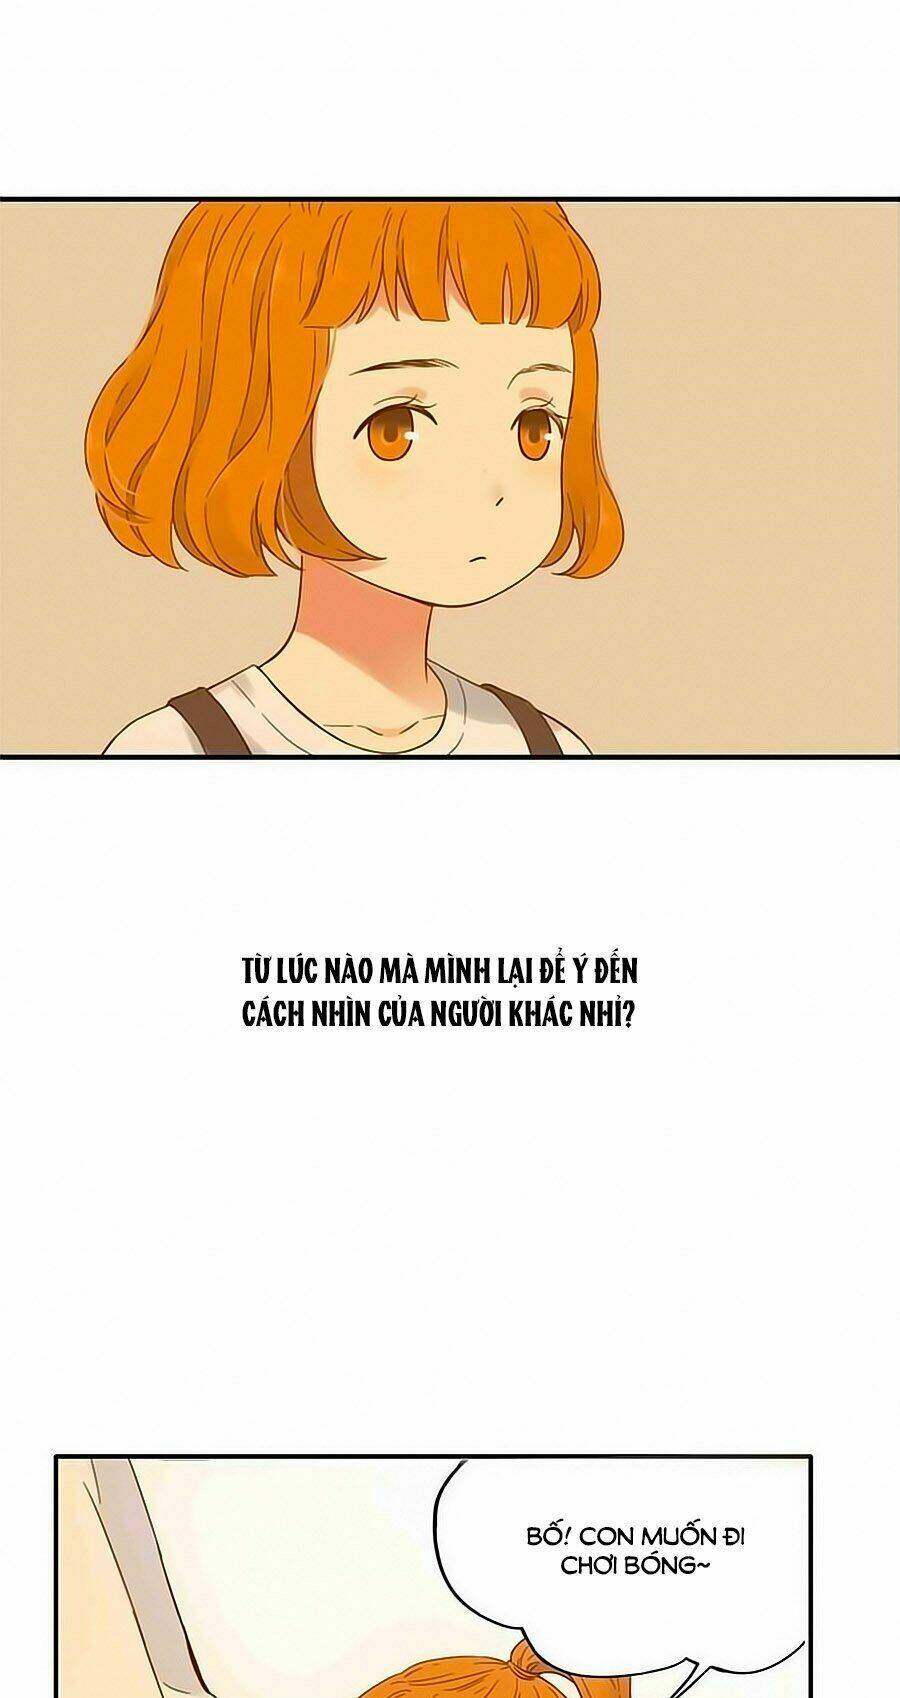 TỪ LÚC NÀO MÀ MÌNH LẠI ĐỂ Ý ĐẾN
CÁCH NHÌN CỦA NGƯỜI KHÁC NHỈ?
BỐ! CON MUỐN ĐI
CHƠI BÓNG~